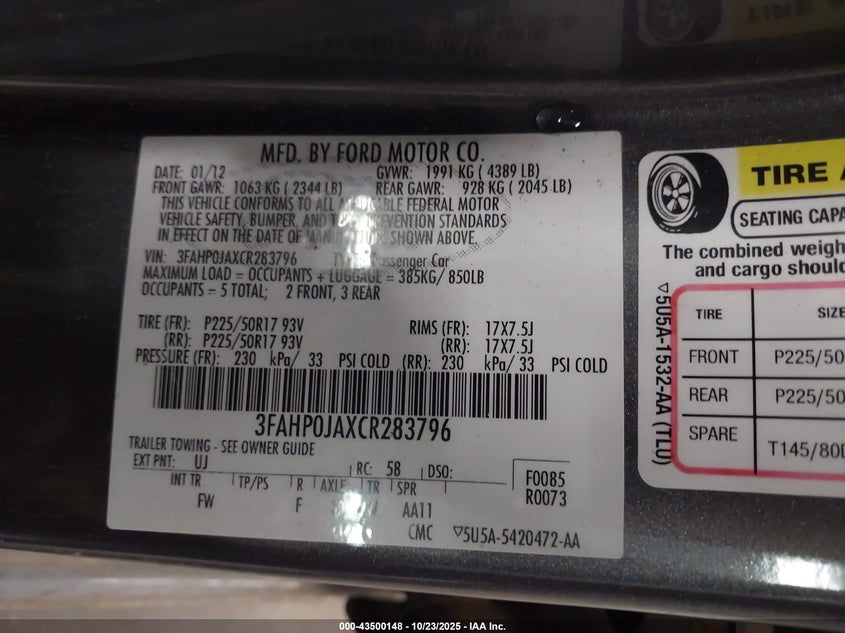 MFD. BY FORD MOTOR CO.
DATE: 01/12 GVWR: 1991 KG ( 4389 LB)
FRONT GAWR: 1063 KG ( 2344 LB) REAR GAWR: 928 KG ( 2045 LB)
THIS VEHICLE CONFORMS TO ALL FEDERAL MOTOR
VEHICLE SAFETY, BUMPER, AND STANDARDS
IN EFFECT ON THE DATE OF SHOWN ABOVE.
VIN: 3FAHP0JAXCR283796 Passenger Car
MAXIMUM LOAD = OCCUPANTS + LUGGAGE = 385KG/ 850LB
OCCUPANTS = 5 TOTAL; 2 FRONT, 3 REAR
TIRE (FR): P225/50R17 93V RIMS (FR): 17X7.5J
(RR): P225/50R17 93V (RR): 17X7.5J
PRESSURE (FR): 230 kPa/ 33 PSI COLD (RR): 230 kPa/ 33 PSI COLD
3FAHP0JAXCR283796
TRAILER TOWING - SEE OWNER GUIDE
EXT PNT: UJ RC: 58 DSO:
INT TR TP/PS R AXLE TR SPR
FW F AA11
CMC ▽5U5A-5420472-AA
F0085
R0073
TIRE A
SEATING CAPA
The combined weigh
and cargo shoul
▽5U5A-1532-AA (TLU)
TIRE SIZE
FRONT P225/50
REAR P225/50
SPARE T145/80
000-43500148 - 10/23/2025 - IAA Inc.